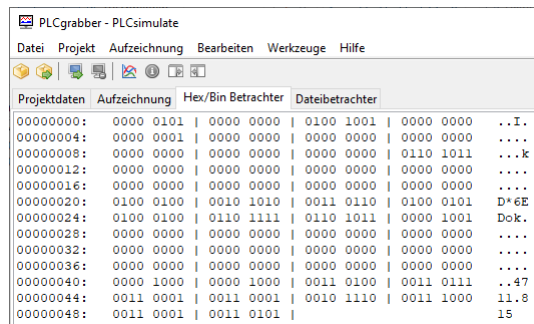 PLCgrabber - PLCsimulate
Datei Projekt Aufzeichnung Bearbeiten Werkzeuge Hilfe
Projektdaten Aufzeichnung Hex/Bin Betrachter Dateibetrachter
00000000: 0000 0101 | 0000 0000 | 0100 1001 | 0000 0000 ..I.
00000004: 0000 0001 | 0000 0000 | 0000 0000 | 0000 0000 ....
00000008: 0000 0000 | 0000 0000 | 0000 0000 | 0110 1011 ...k
00000012: 0000 0000 | 0000 0000 | 0000 0000 | 0000 0000 ....
00000016: 0000 0000 | 0000 0000 | 0000 0000 | 0000 0000 ....
00000020: 0100 0100 | 0010 1010 | 0011 0110 | 0100 0101 D*6E
00000024: 0100 0100 | 0110 1111 | 0110 1011 | 0000 1001 Dok.
00000028: 0000 0000 | 0000 0000 | 0000 0000 | 0000 0000 ....
00000032: 0000 0000 | 0000 0000 | 0000 0000 | 0000 0000 ....
00000036: 0000 0000 | 0000 0000 | 0000 0000 | 0000 0000 ....
00000040: 0000 1000 | 0000 1000 | 0011 0100 | 0011 0111 ..47
00000044: 0011 0001 | 0011 0001 | 0010 1110 | 0011 1000 11.8
00000048: 0011 0001 | 0011 0101 | 15